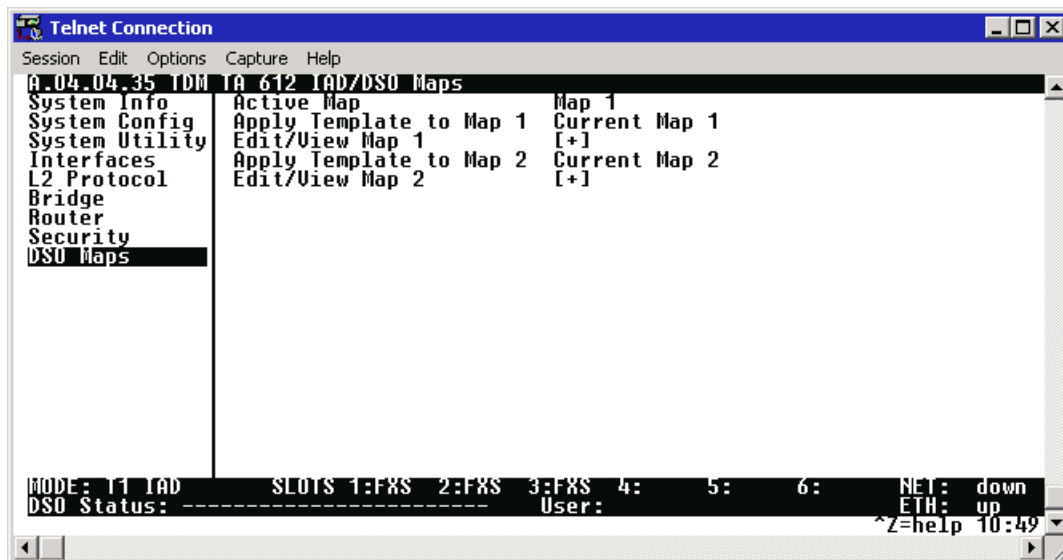 Telnet Connection
Session Edit Options Capture Help
A.04.04.35 TDM TA 612 IAD/DS0 Maps
System Info Active Map Map 1
System Config Apply Template to Map 1 Current Map 1
System Utility Edit/View Map 1 [+]
Interfaces Apply Template to Map 2 Current Map 2
L2 Protocol Edit/View Map 2 [+]
Bridge
Router
Security
DS0 Maps
MODE: T1 IAD SLOTS 1:FXS 2:FXS 3:FXS 4: 5: 6: NET: down
DS0 Status: ------------------------ User: ETH: up
^Z=help 10:49